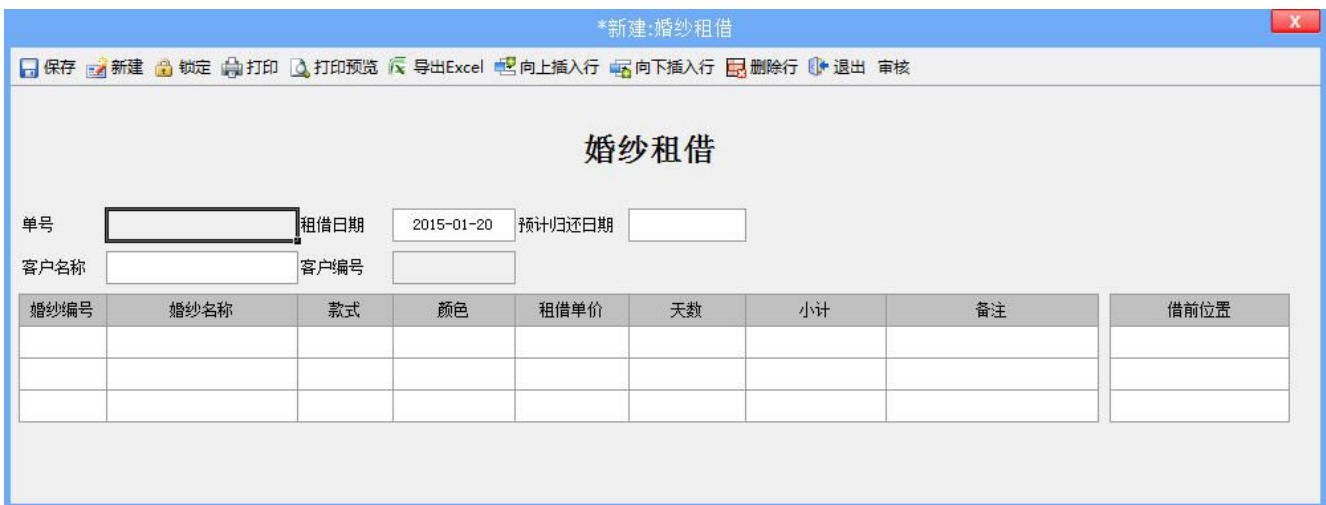 *新建:婚纱租借
X
保存 新建 锁定 打印 打印预览 导出Excel 向上插入行 向下插入行 删除行 退出 审核
婚纱租借
单号 租借日期 2015-01-20 预计归还日期
客户名称 客户编号
婚纱编号 婚纱名称 款式 颜色 租借单价 天数 小计 备注 借前位置